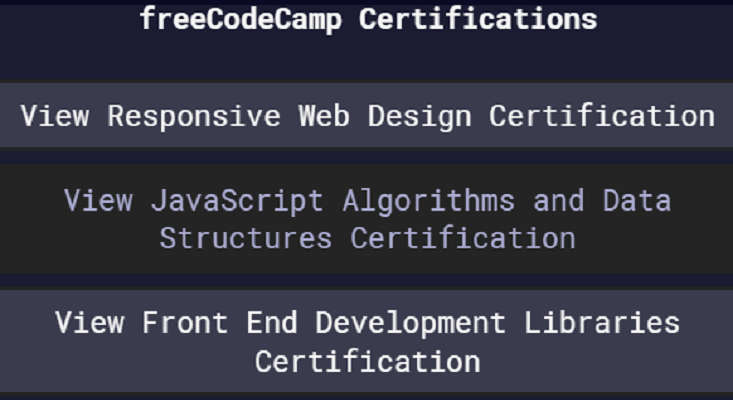 freeCodeCamp Certifications
View Responsive Web Design Certification
View JavaScript Algorithms and Data
Structures Certification
View Front End Development Libraries
Certification